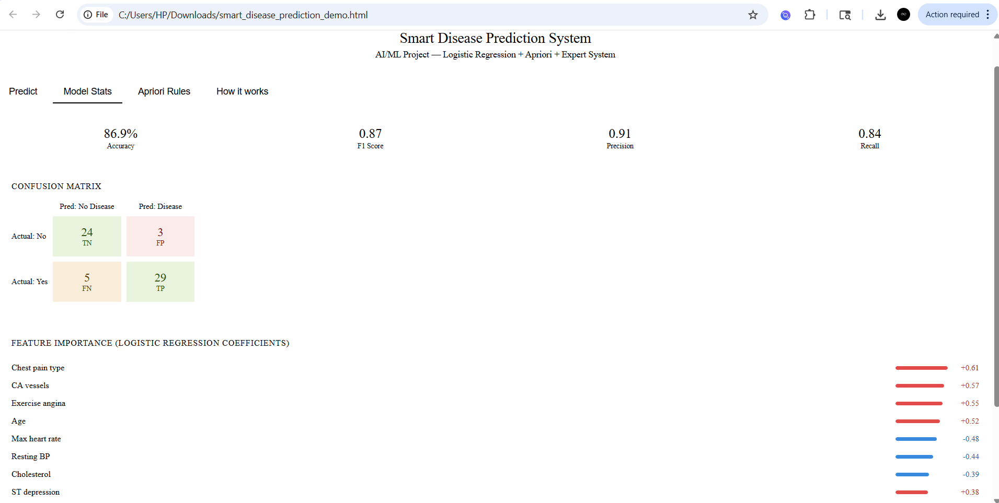 File C:/Users/HP/Downloads/smart_disease_prediction_demo.html Action required
Smart Disease Prediction System
AI/ML Project — Logistic Regression + Apriori + Expert System
Predict Model Stats Apriori Rules How it works
86.9% 0.87 0.91 0.84
Accuracy F1 Score Precision Recall
CONFUSION MATRIX
Pred: No Disease Pred: Disease
Actual: No 24 TN 3 FP
Actual: Yes 5 FN 29 TP
FEATURE IMPORTANCE (LOGISTIC REGRESSION COEFFICIENTS)
Chest pain type +0.61
CA vessels +0.57
Exercise angina +0.55
Age +0.52
Max heart rate -0.48
Resting BP -0.44
Cholesterol -0.39
ST depression +0.38